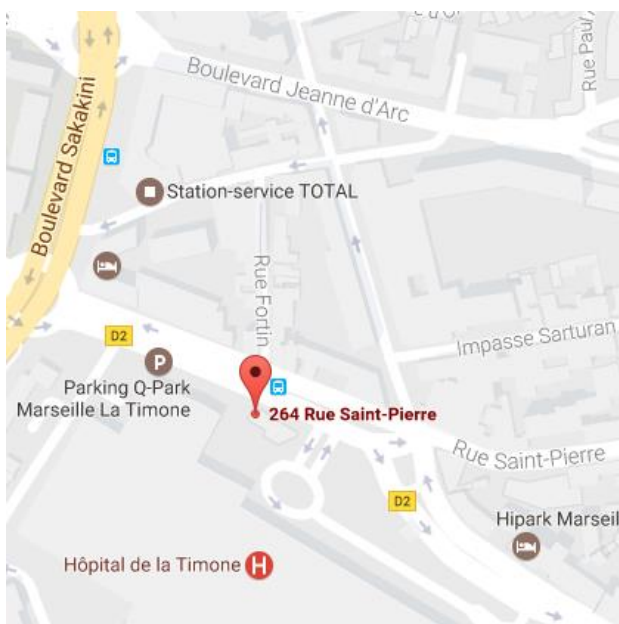 Boulevard Jeanne d'Arc
Rue Paul
Boulevard Sakakini
Station-service TOTAL
Rue Fortin
D2
P
Impasse Sarturan
Parking Q-Park
Marseille La Timone
264 Rue Saint-Pierre
Rue Saint-Pierre
D2
Hipark Marseil
Hôpital de la Timone
H